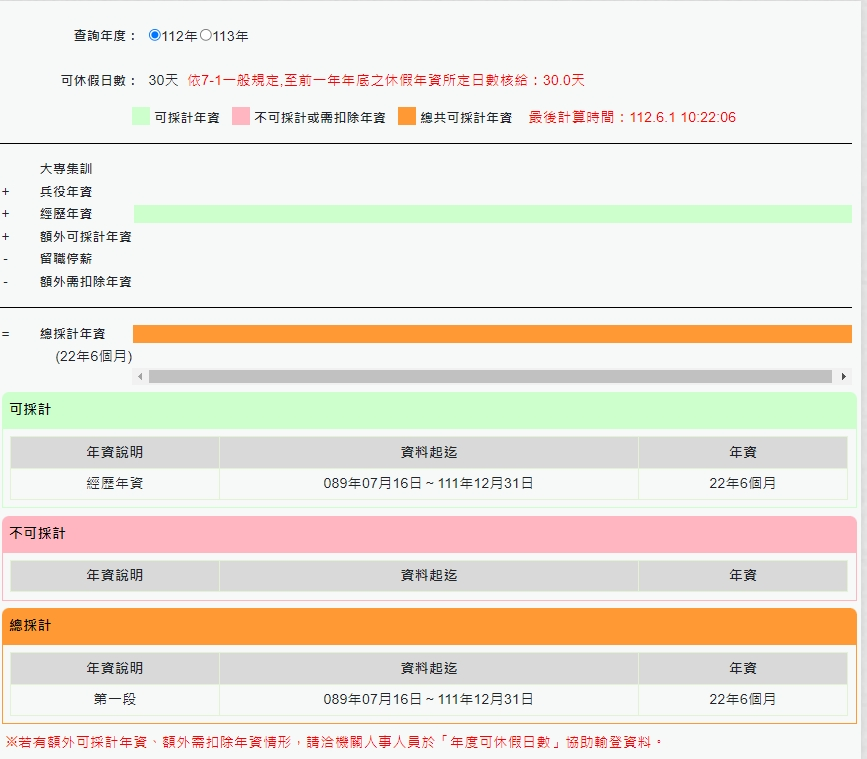 查詢年度： 112年 113年
可休假日數： 30天 依7-1一般規定,至前一年年底之休假年資所定日數核給：30.0天
可採計年資 不可採計或需扣除年資 總共可採計年資 最後計算時間：112.6.1 10:22:06
大專集訓
+ 兵役年資
+ 經歷年資
+ 額外可採計年資
- 留職停薪
- 額外需扣除年資
= 總採計年資
(22年6個月)
可採計
年資說明 資料起迄 年資
經歷年資 089年07月16日～111年12月31日 22年6個月
不可採計
年資說明 資料起迄 年資
總採計
年資說明 資料起迄 年資
第一段 089年07月16日～111年12月31日 22年6個月
※若有額外可採計年資、額外需扣除年資情形，請洽機關人事人員於「年度可休假日數」協助輸登資料。